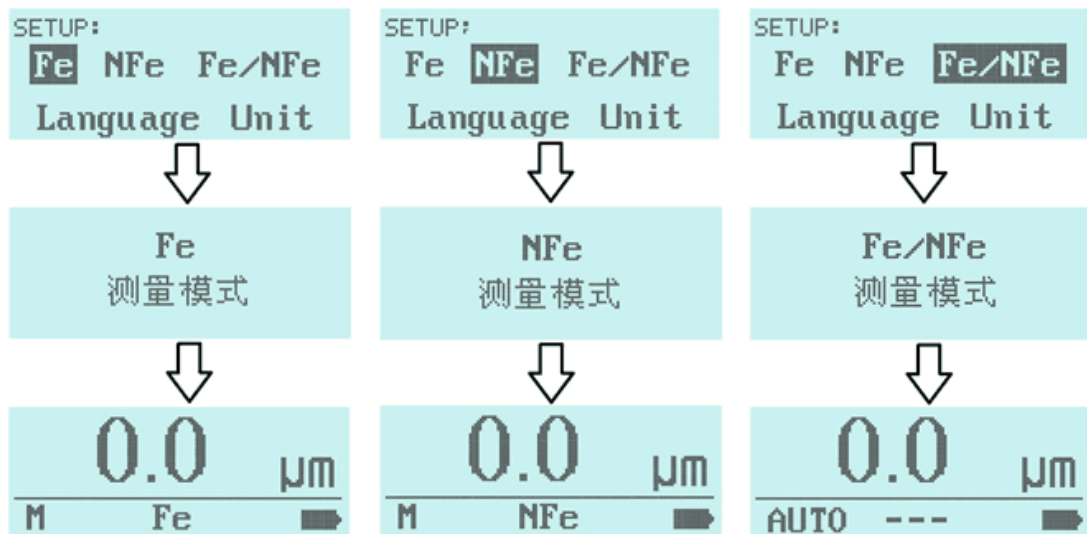 SETUP:
Fe NFe Fe/NFe
Language Unit
Fe
测量模式
0.0 μm
M Fe
SETUP:
Fe NFe Fe/NFe
Language Unit
NFe
测量模式
0.0 μm
M NFe
SETUP:
Fe NFe Fe/NFe
Language Unit
Fe/NFe
测量模式
0.0 μm
AUTO ---